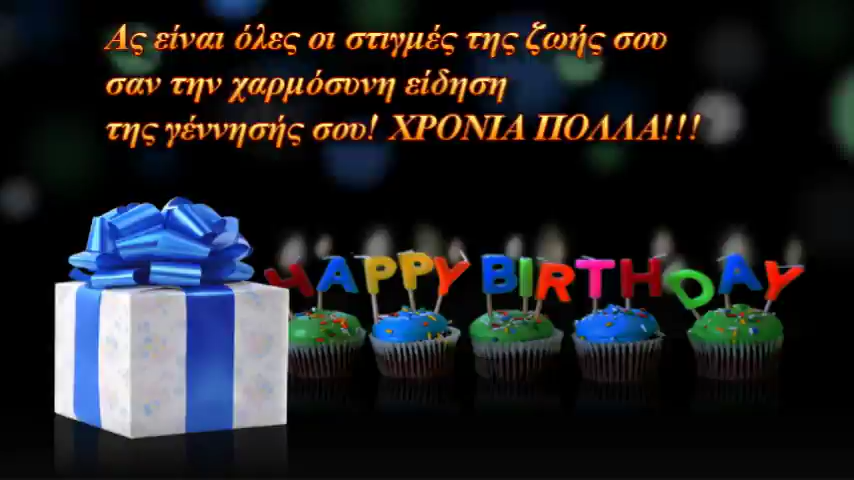 Ας είναι όλες οι στιγμές της ζωής σου
σαν την χαρμόσυνη είδηση
της γέννησής σου! ΧΡΟΝΙΑ ΠΟΛΛΑ!!!
HAPPY BIRTHDAY